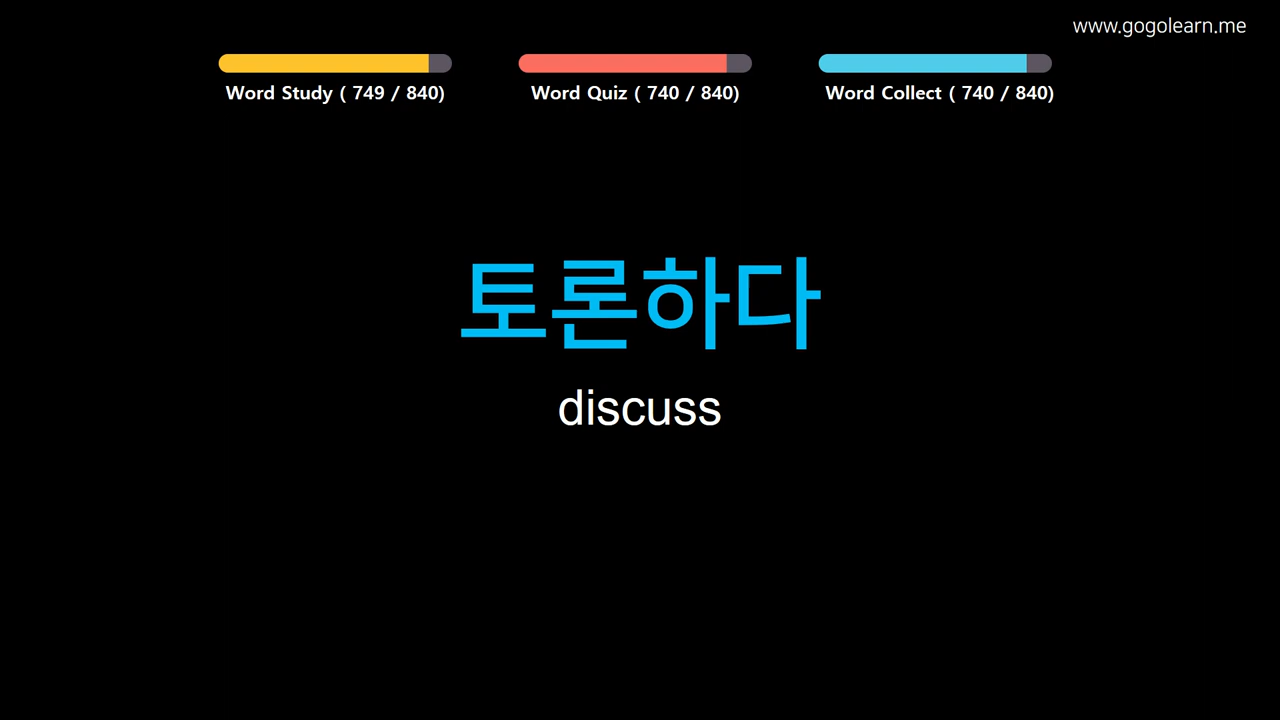 www.gogolearn.me
Word Study ( 749 / 840)
Word Quiz ( 740 / 840)
Word Collect ( 740 / 840)
토론하다
discuss